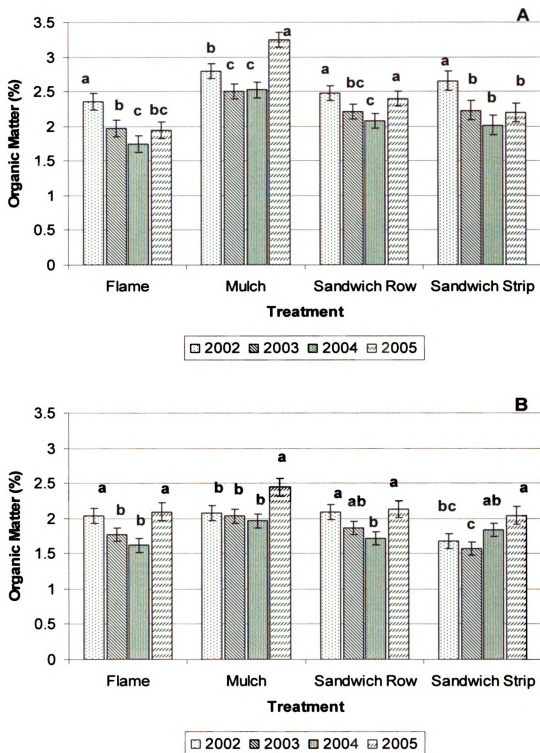 A
3.5
3
2.5
2
1.5
1
0.5
0
Organic Matter (%)
a b c bc
b c c a
a bc c a
a b b b
Flame Mulch Sandwich Row Sandwich Strip
Treatment
2002 2003 2004 2005
B
3.5
3
2.5
2
1.5
1
0.5
0
Organic Matter (%)
a b b a
b b b a
a ab b a
bc c ab a
Flame Mulch Sandwich Row Sandwich Strip
Treatment
2002 2003 2004 2005